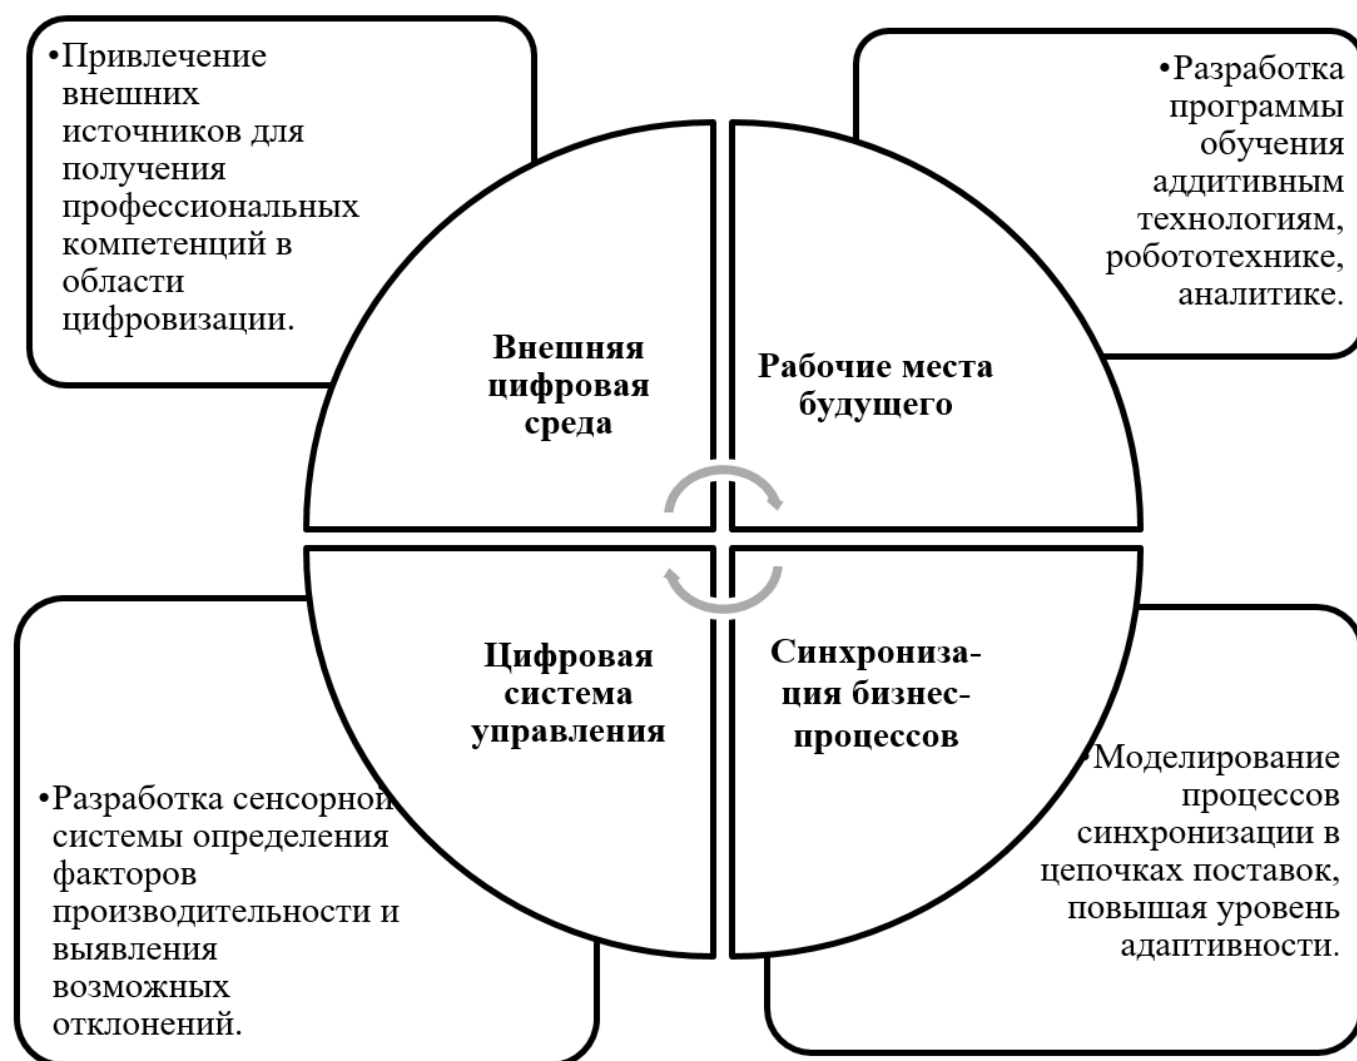 •Привлечение
внешних
источников для
получения
профессиональных
компетенций в
области
цифровизации.
•Разработка
программы
обучения
аддитивным
технологиям,
робототехнике,
аналитике.
Внешняя
цифровая
среда
Рабочие места
будущего
Цифровая
система
управления
Синхрониза-
ция бизнес-
процессов
•Разработка сенсорной
системы определения
факторов
производительности и
выявления
возможных
отклонений.
•Моделирование
процессов
синхронизации в
цепочках поставок,
повышая уровень
адаптивности.